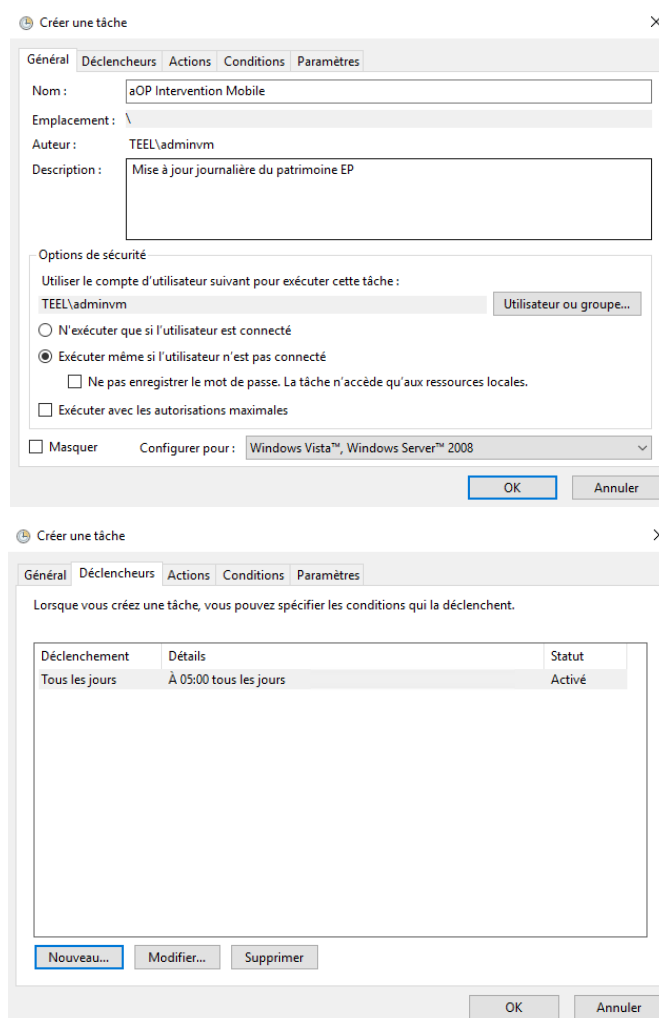 Créer une tâche
Général Déclencheurs Actions Conditions Paramètres
Nom : aOP Intervention Mobile
Emplacement : \
Auteur : TEEL\adminvm
Description : Mise à jour journalière du patrimoine EP
Options de sécurité
Utiliser le compte d'utilisateur suivant pour exécuter cette tâche :
TEEL\adminvm Utilisateur ou groupe...
N'exécuter que si l'utilisateur est connecté
Exécuter même si l'utilisateur n'est pas connecté
Ne pas enregistrer le mot de passe. La tâche n'accède qu'aux ressources locales.
Exécuter avec les autorisations maximales
Masquer Configurer pour : Windows Vista™, Windows Server™ 2008
OK Annuler
Créer une tâche
Général Déclencheurs Actions Conditions Paramètres
Lorsque vous créez une tâche, vous pouvez spécifier les conditions qui la déclenchent.
Déclenchement Détails Statut
Tous les jours À 05:00 tous les jours Activé
Nouveau... Modifier... Supprimer
OK Annuler